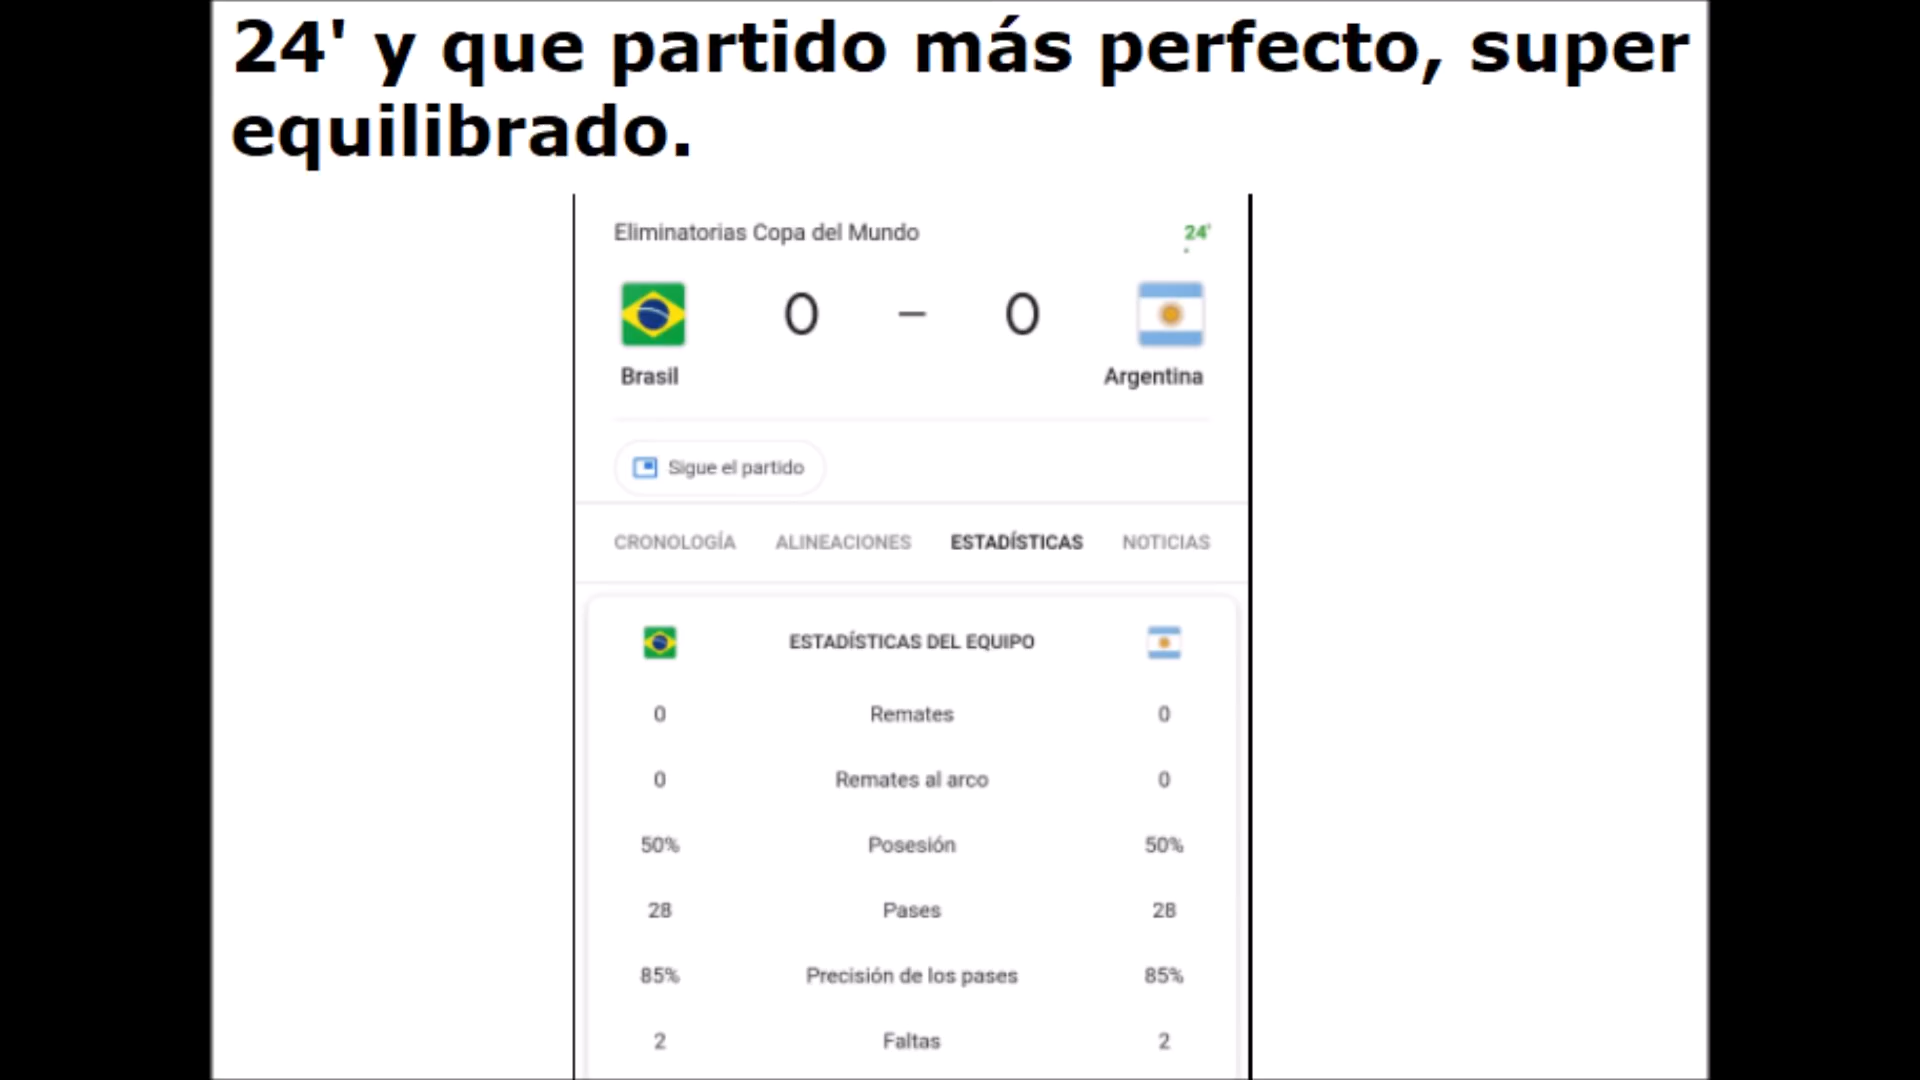 24' y que partido más perfecto, super
equilibrado.
Eliminatorias Copa del Mundo 24'
0 – 0
Brasil Argentina
Sigue el partido
CRONOLOGÍA ALINEACIONES ESTADÍSTICAS NOTICIAS
ESTADÍSTICAS DEL EQUIPO
0 Remates 0
0 Remates al arco 0
50% Posesión 50%
28 Pases 28
85% Precisión de los pases 85%
2 Faltas 2